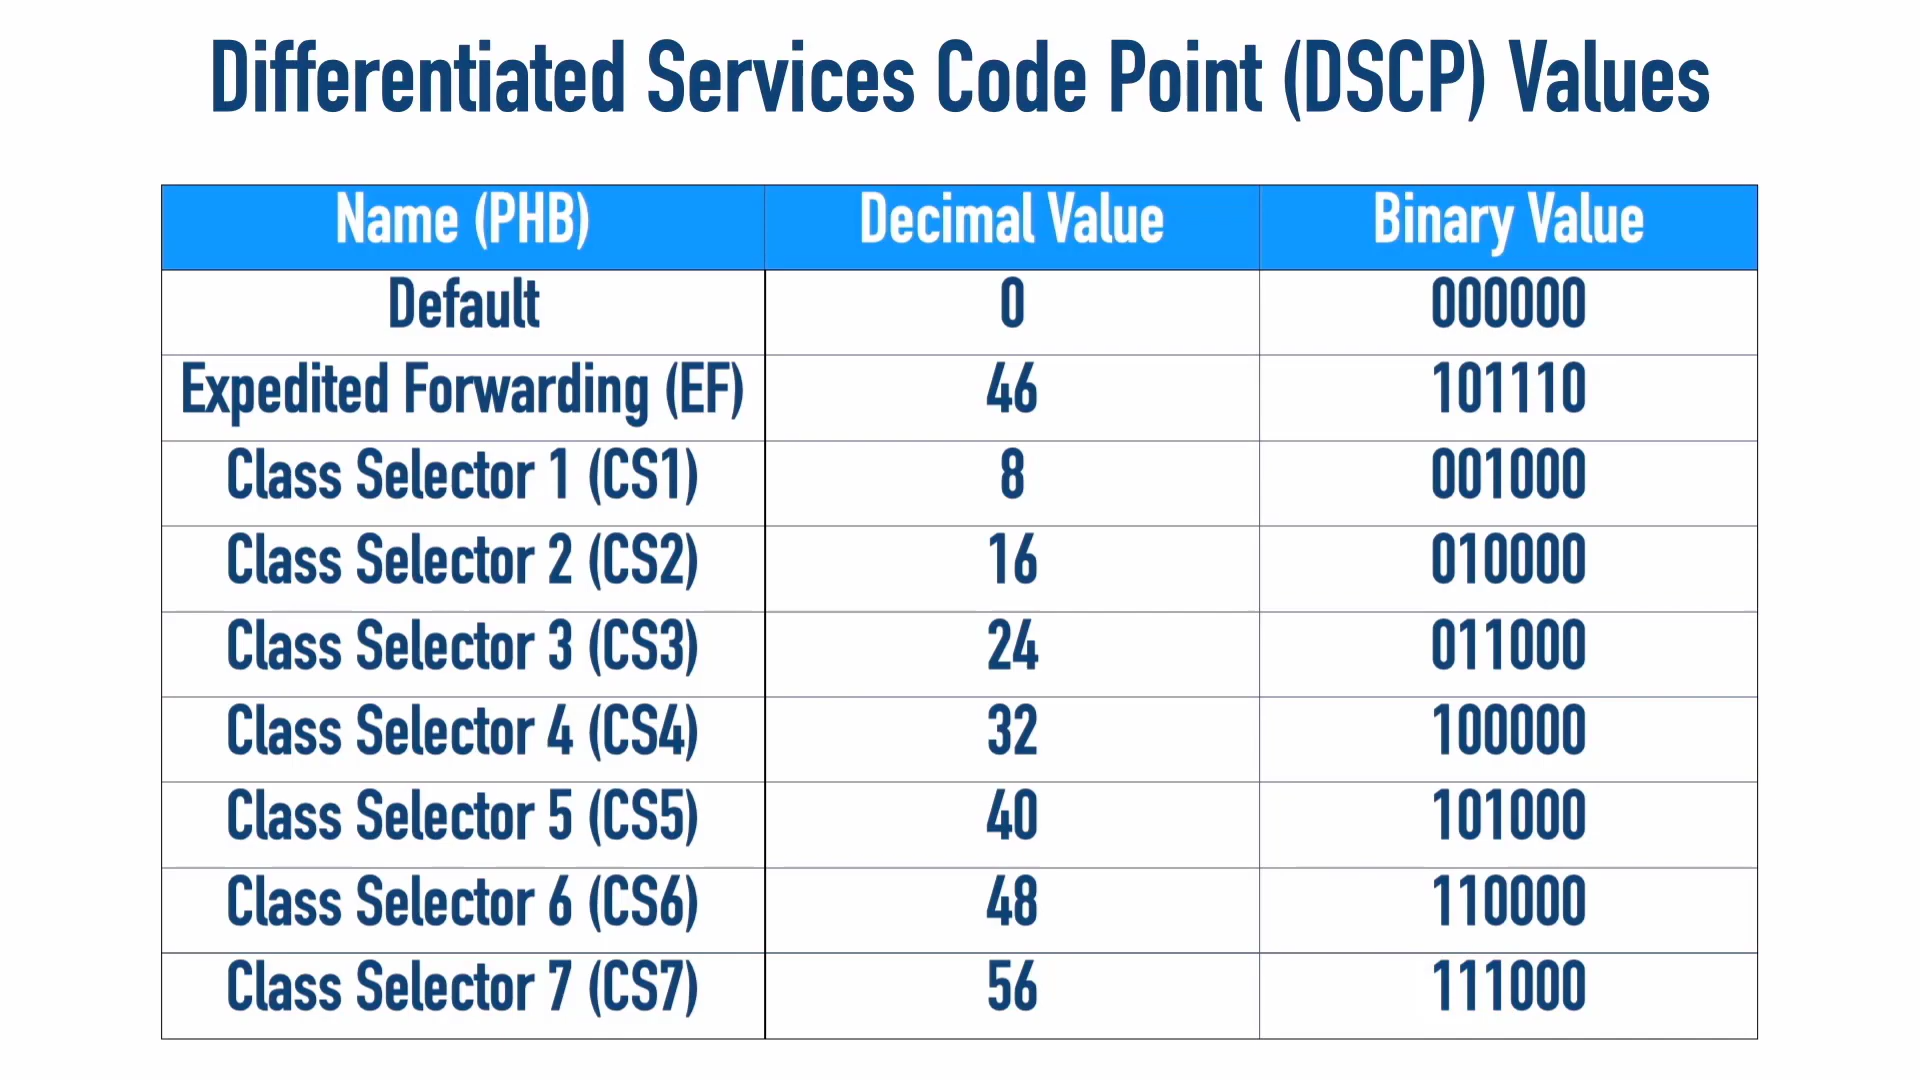 Differentiated Services Code Point (DSCP) Values
Name (PHB) Decimal Value Binary Value
Default 0 000000
Expedited Forwarding (EF) 46 101110
Class Selector 1 (CS1) 8 001000
Class Selector 2 (CS2) 16 010000
Class Selector 3 (CS3) 24 011000
Class Selector 4 (CS4) 32 100000
Class Selector 5 (CS5) 40 101000
Class Selector 6 (CS6) 48 110000
Class Selector 7 (CS7) 56 111000